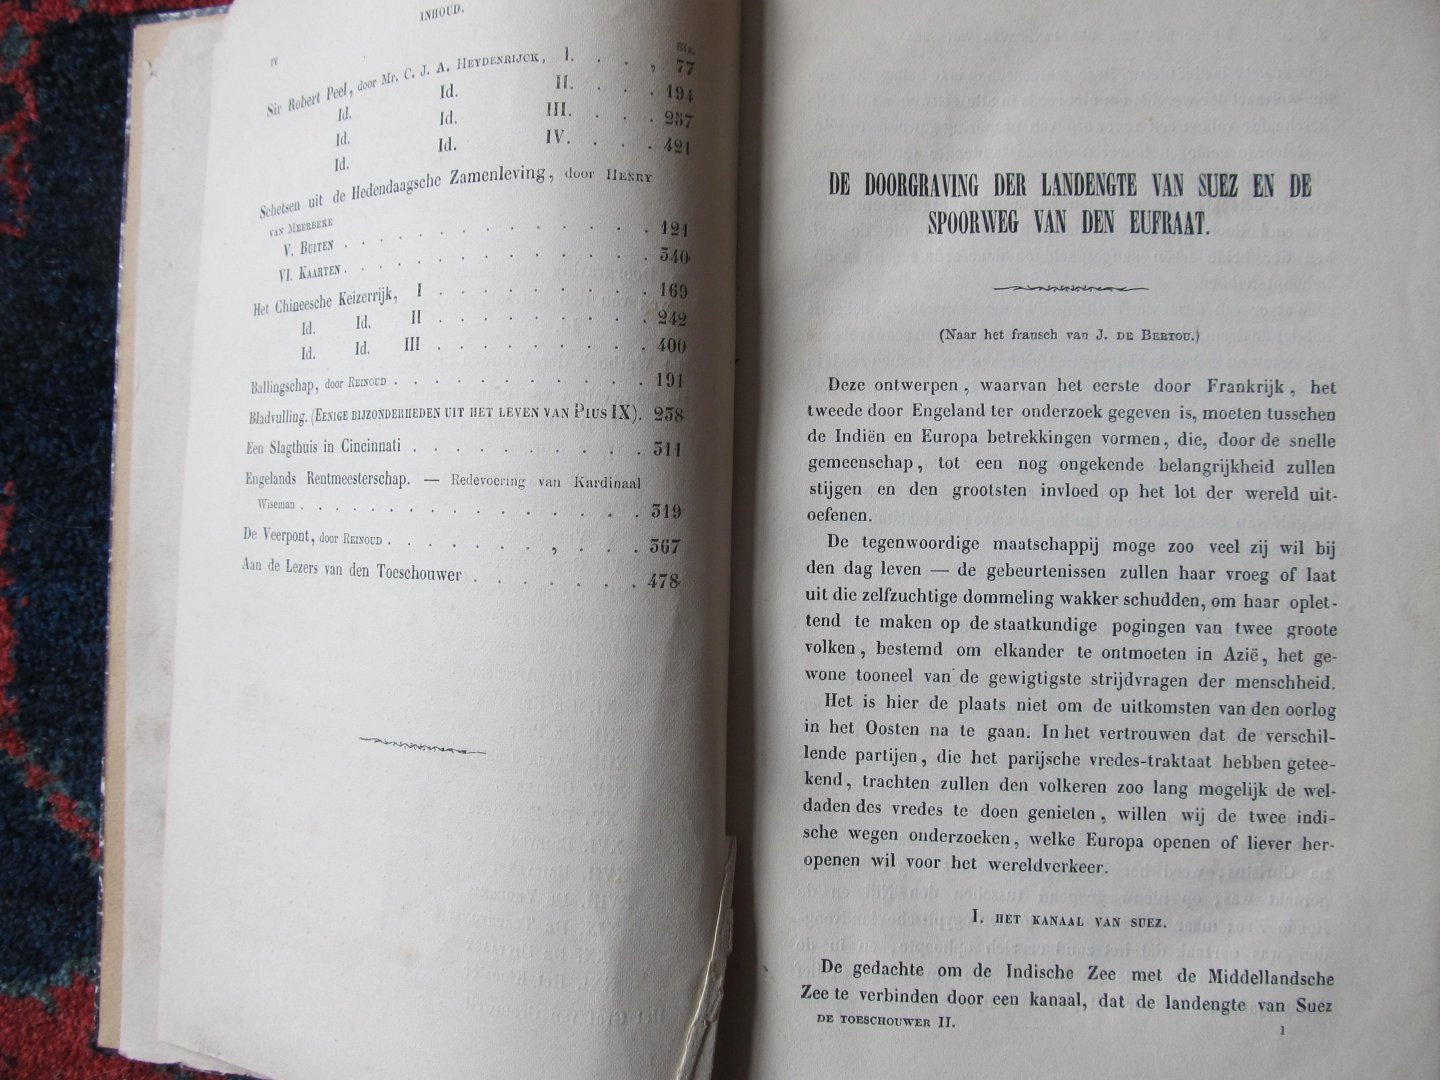 INHOUD.
IV
Blz.
Sir Robert Peel, door Mr. C. J. A. HEYDENRIJCK, I. . . , 77
Id. Id. II. . . . 194
Id. Id. III. . . . 257
Id. Id. IV. . . . 421
Schetsen uit de Hedendaagsche Zamenleving, door HENRY
VAN MEERBEKE
V. BUITEN . . . . . . . . . . . . 121
VI. KAARTEN . . . . . . . . . . . . 340
Het Chineesche Keizerrijk, I . . . . . . . . . 169
Id. Id. II . . . . . . . . . 242
Id. Id. III . . . . . . . . . 400
Ballingschap, door REINOUD . . . . . . . . . . 191
Bladvulling. (EENIGE BIJZONDERHEDEN UIT HET LEVEN VAN PIUS IX). 238
Een Slagthuis in Cincinnati . . . . . . . . . . 311
Engelands Rentmeesterschap. — Redevoering van Kardinaal
Wiseman . . . . . . . . . . . . . . 319
De Veerpont, door REINOUD . . . . . . , . . . 367
Aan de Lezers van den Toeschouwer . . . . . . . 478
DE DOORGRAVING DER LANDENGTE VAN SUEZ EN DE
SPOORWEG VAN DEN EUFRAAT.
(Naar het fransch van J. DE BERTOU.)
Deze ontwerpen, waarvan het eerste door Frankrijk, het
tweede door Engeland ter onderzoek gegeven is, moeten tusschen
de Indiën en Europa betrekkingen vormen, die, door de snelle
gemeenschap, tot een nog ongekende belangrijkheid zullen
stijgen en den grootsten invloed op het lot der wereld uit-
oefenen.
De tegenwoordige maatschappij moge zoo veel zij wil bij
den dag leven — de gebeurtenissen zullen haar vroeg of laat
uit die zelfzuchtige dommeling wakker schudden, om haar oplet-
tend te maken op de staatkundige pogingen van twee groote
volken, bestemd om elkander te ontmoeten in Azië, het ge-
wone tooneel van de gewigtigste strijdvragen der menschheid.
Het is hier de plaats niet om de uitkomsten van den oorlog
in het Oosten na te gaan. In het vertrouwen dat de verschil-
lende partijen, die het parijsche vredes-traktaat hebben getee-
kend, trachten zullen den volkeren zoo lang mogelijk de wel-
daden des vredes te doen genieten, willen wij de twee indi-
sche wegen onderzoeken, welke Europa openen of liever her-
openen wil voor het wereldverkeer.
I. HET KANAAL VAN SUEZ.
De gedachte om de Indische Zee met de Middellandsche
Zee te verbinden door een kanaal, dat de landengte van Suez
DE TOESCHOUWER II. 1